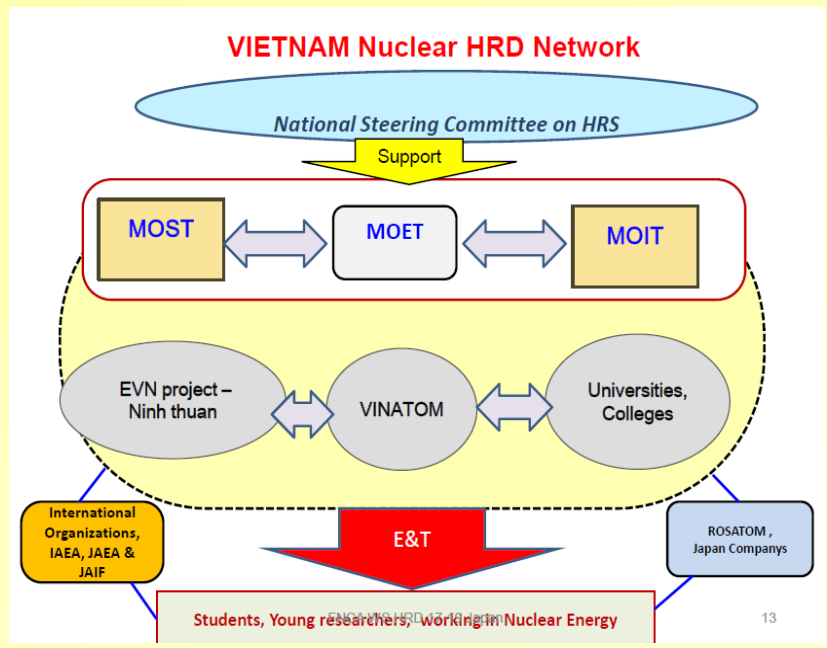 VIETNAM Nuclear HRD Network
National Steering Committee on HRS
Support
MOST
MOET
MOIT
EVN project –
Ninh thuan
VINATOM
Universities,
Colleges
International
Organizations,
IAEA, JAEA &
JAIF
E&T
ROSATOM ,
Japan Companys
Students, Young researchers, working in Nuclear Energy
13